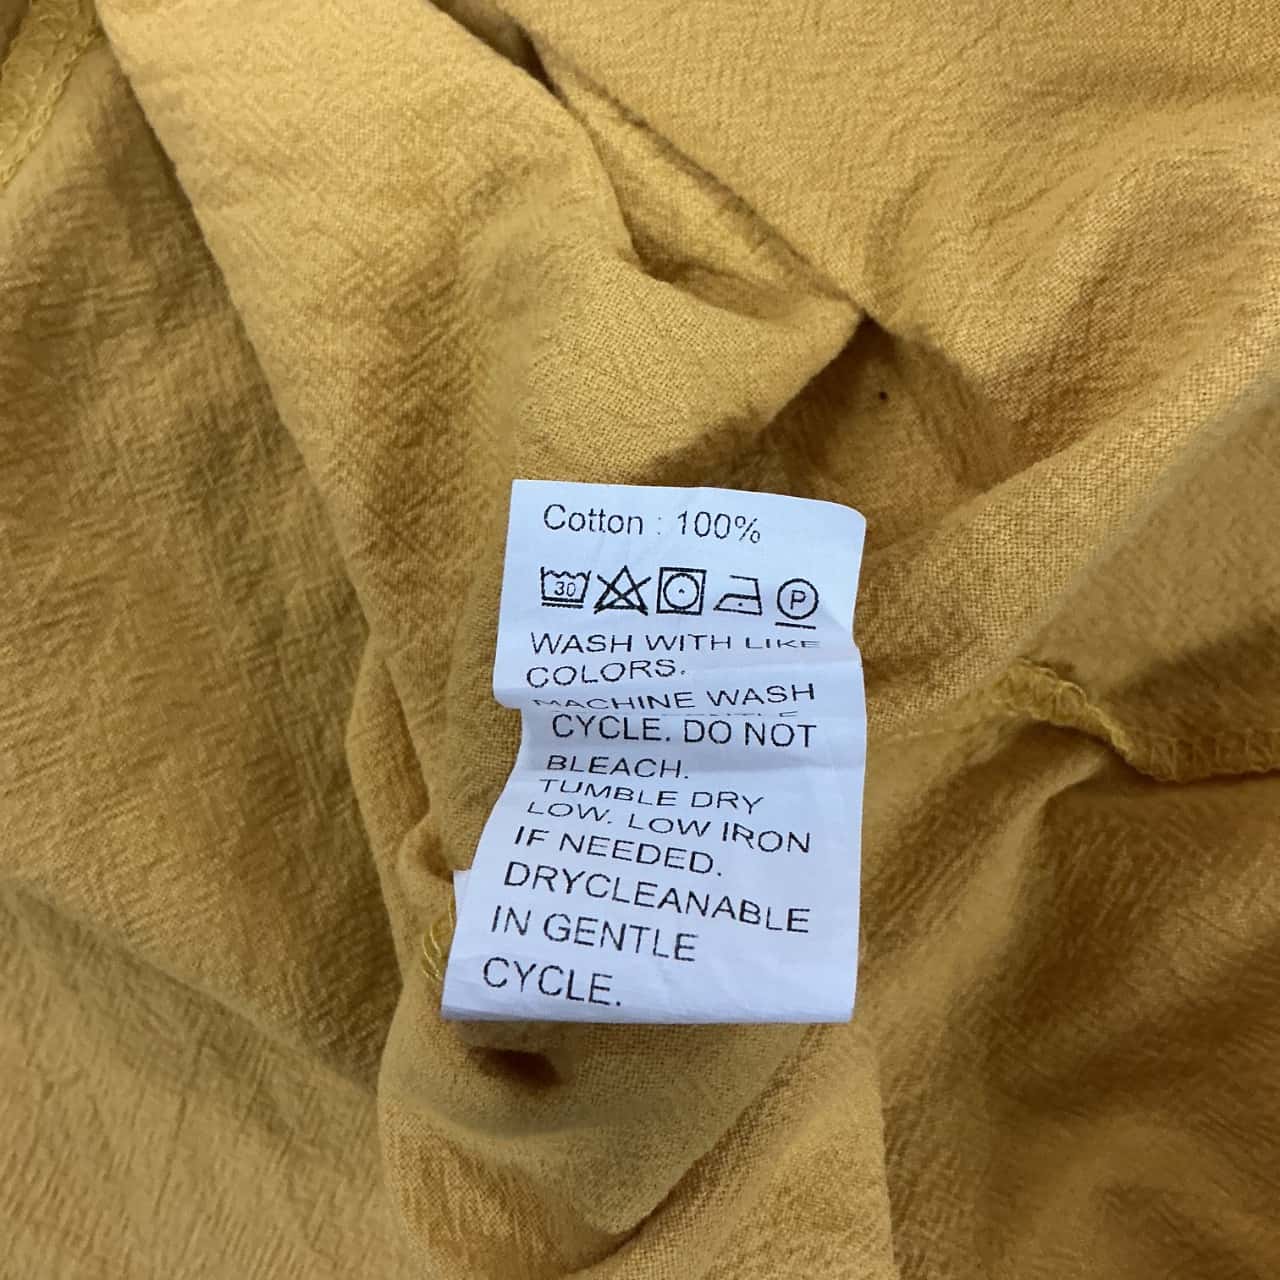 Cotton : 100%
30
P
WASH WITH LIKE
COLORS.
MACHINE WASH
CYCLE. DO NOT
BLEACH.
TUMBLE DRY
LOW. LOW IRON
IF NEEDED.
DRYCLEANABLE
IN GENTLE
CYCLE.